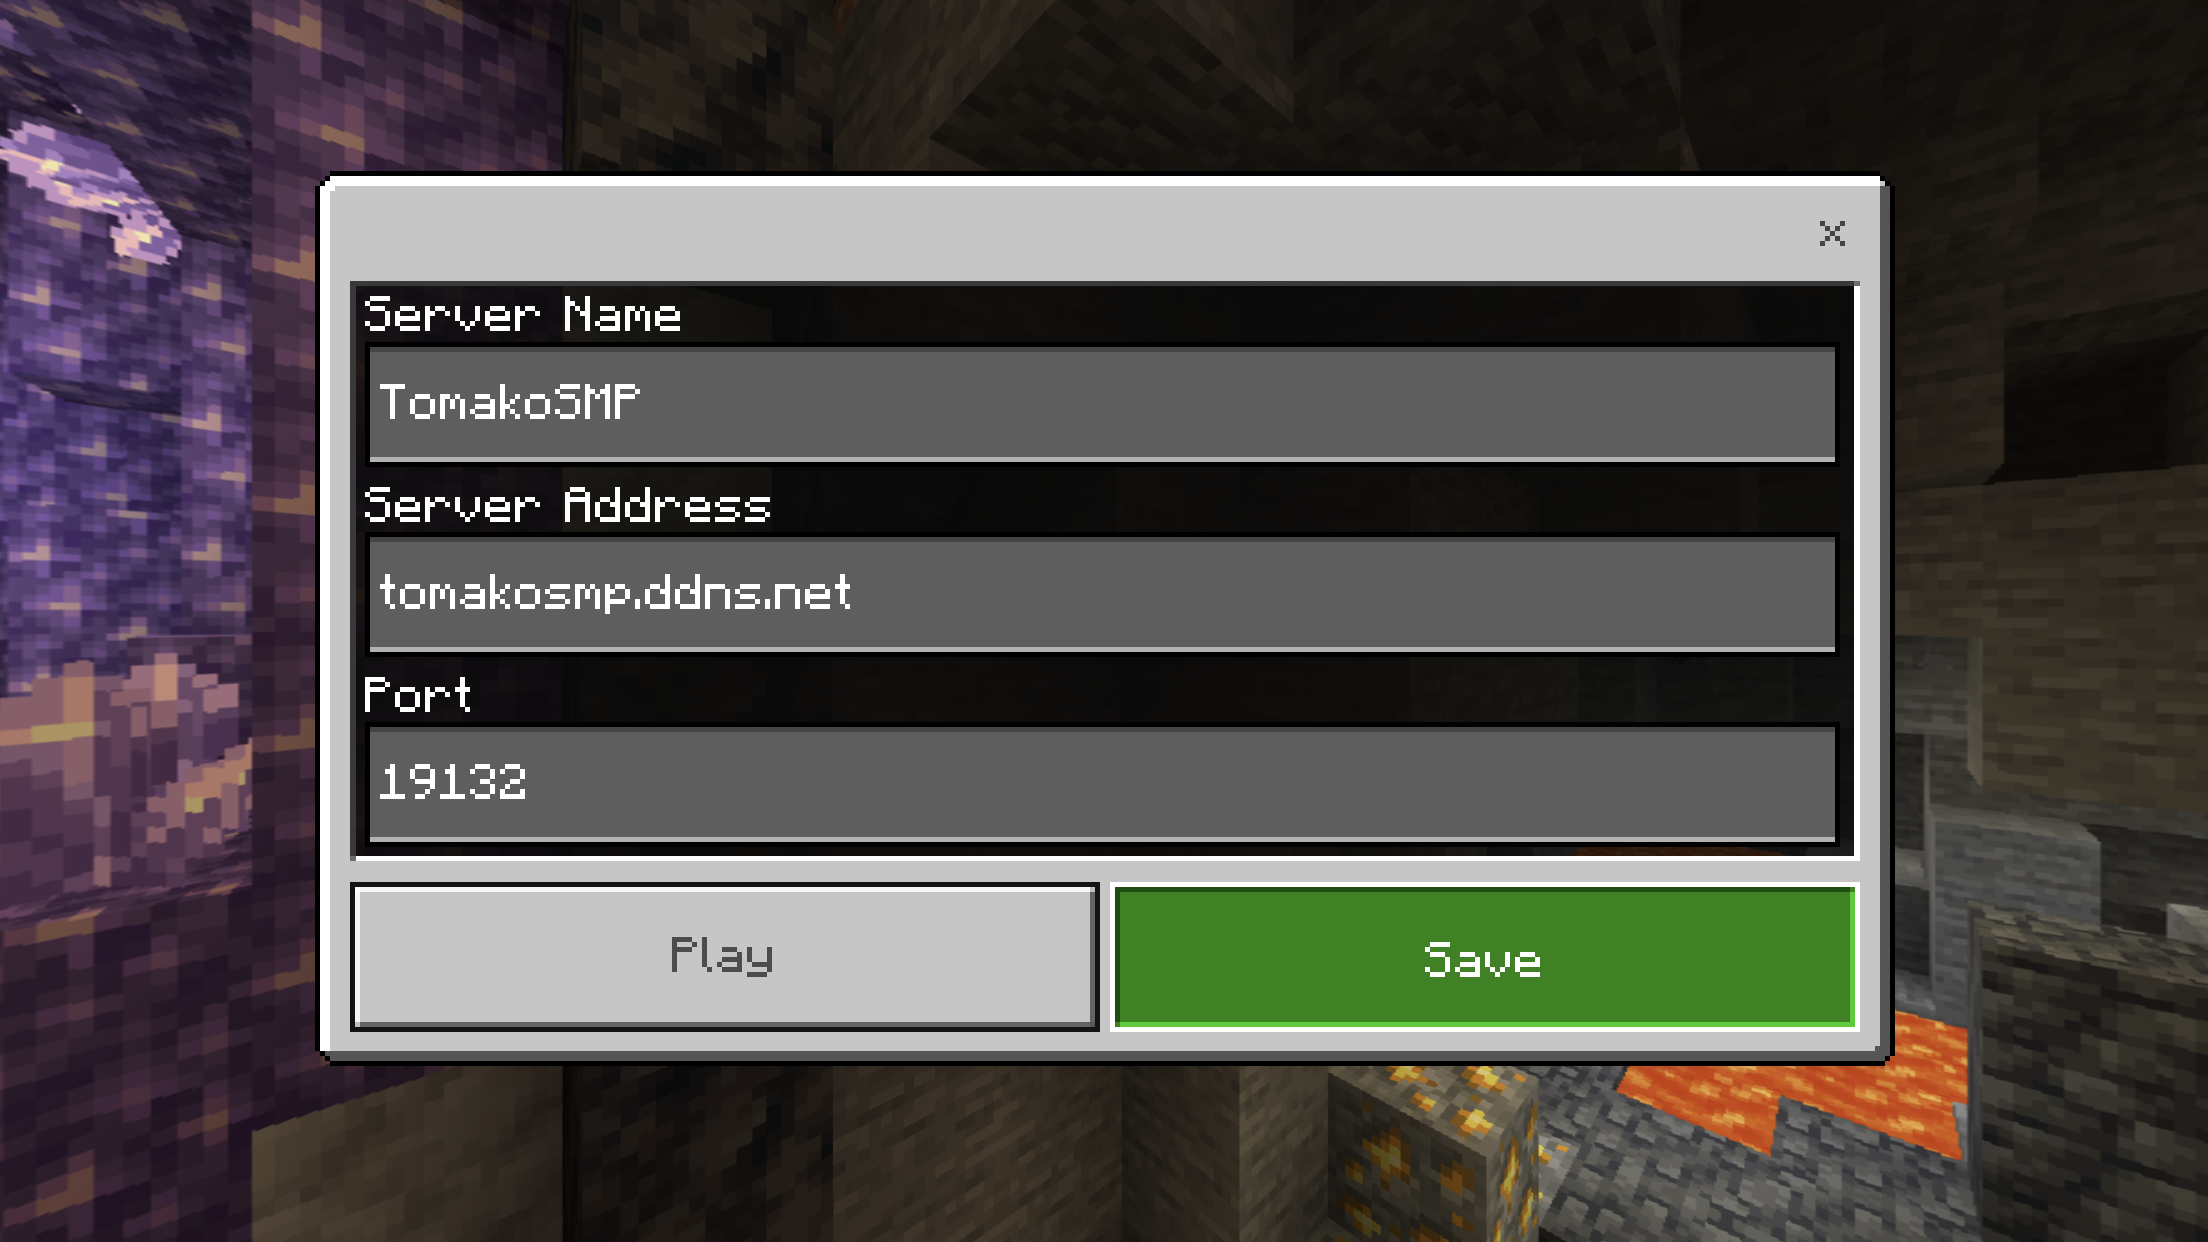 Server Name
TomakoSMP
Server Address
tomakosmp.ddns.net
Port
19132
Play
Save